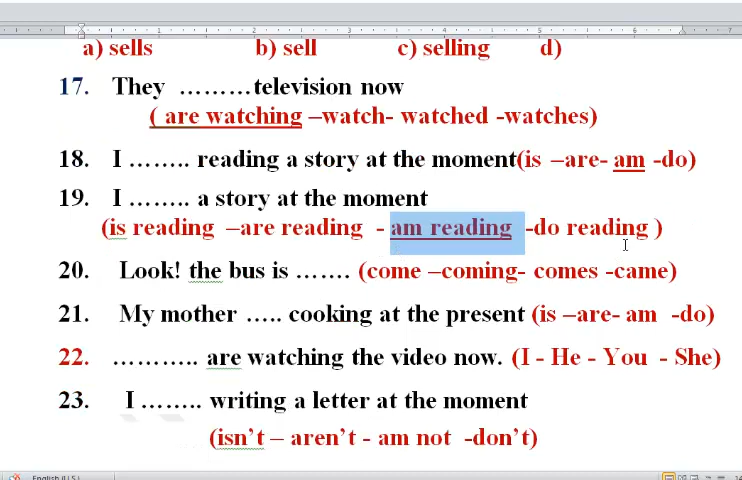 a) sells b) sell c) selling d)
17. They ………television now
( are watching –watch- watched -watches)
18. I …….. reading a story at the moment(is –are- am -do)
19. I …….. a story at the moment
(is reading –are reading - am reading -do reading )
20. Look! the bus is ……. (come –coming- comes -came)
21. My mother ….. cooking at the present (is –are- am -do)
22. ……….. are watching the video now. (I - He - You - She)
23. I …….. writing a letter at the moment
(isn’t – aren’t - am not -don’t)
English (U.S.)